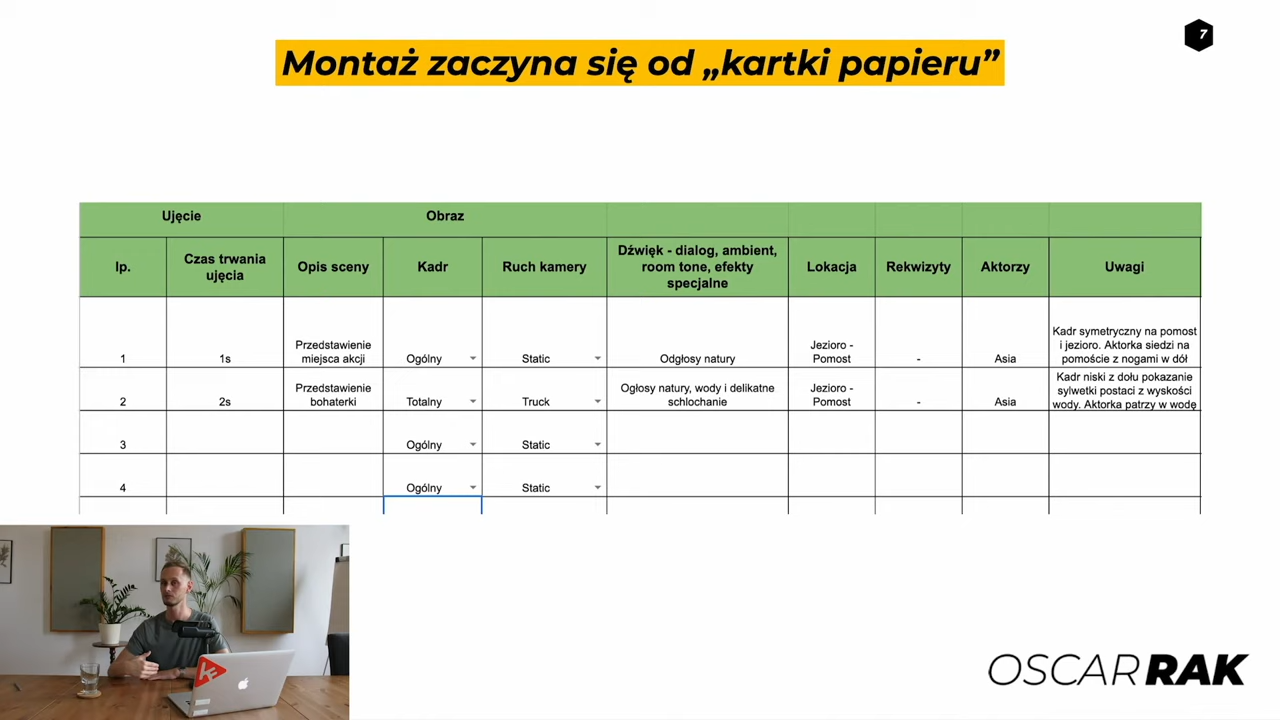 7
Montaż zaczyna się od „kartki papieru”
Ujęcie Obraz
lp. Czas trwania ujęcia Opis sceny Kadr Ruch kamery Dźwięk - dialog, ambient, room tone, efekty specjalne Lokacja Rekwizyty Aktorzy Uwagi
1 1s Przedstawienie miejsca akcji Ogólny Static Odgłosy natury Jezioro - Pomost - Asia Kadr symetryczny na pomost i jezioro. Aktorka siedzi na pomoście z nogami w dół
2 2s Przedstawienie bohaterki Totalny Truck Ogłosy natury, wody i delikatne schlochanie Jezioro - Pomost - Asia Kadr niski z dołu pokazanie sylwetki postaci z wyskości wody. Aktorka patrzy w wodę
3 Ogólny Static
4 Ogólny Static
OSCAR RAK